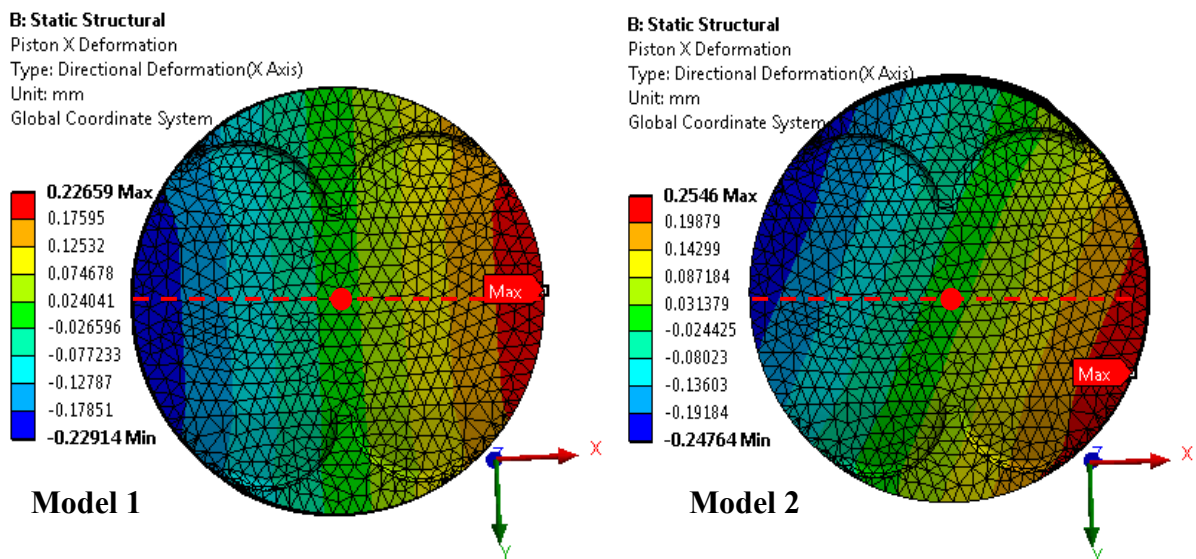 B: Static Structural
Piston X Deformation
Type: Directional Deformation(X Axis)
Unit: mm
Global Coordinate System
0.22659 Max
0.17595
0.12532
0.074678
0.024041
-0.026596
-0.077233
-0.12787
-0.17851
-0.22914 Min
Max
Z
X
Y
Model 1
B: Static Structural
Piston X Deformation
Type: Directional Deformation(X Axis)
Unit: mm
Global Coordinate System
0.2546 Max
0.19879
0.14299
0.087184
0.031379
-0.024425
-0.08023
-0.13603
-0.19184
-0.24764 Min
Max
Z
X
Y
Model 2